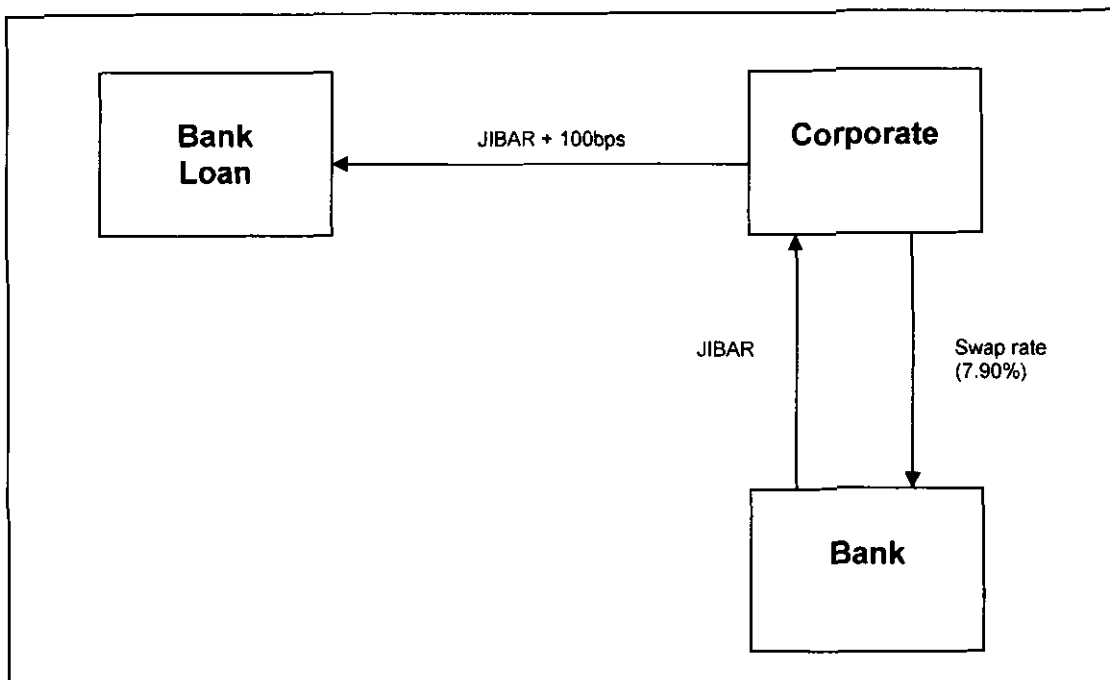 Bank
Loan
JIBAR + 100bps
Corporate
JIBAR
Swap rate
(7.90%)
Bank